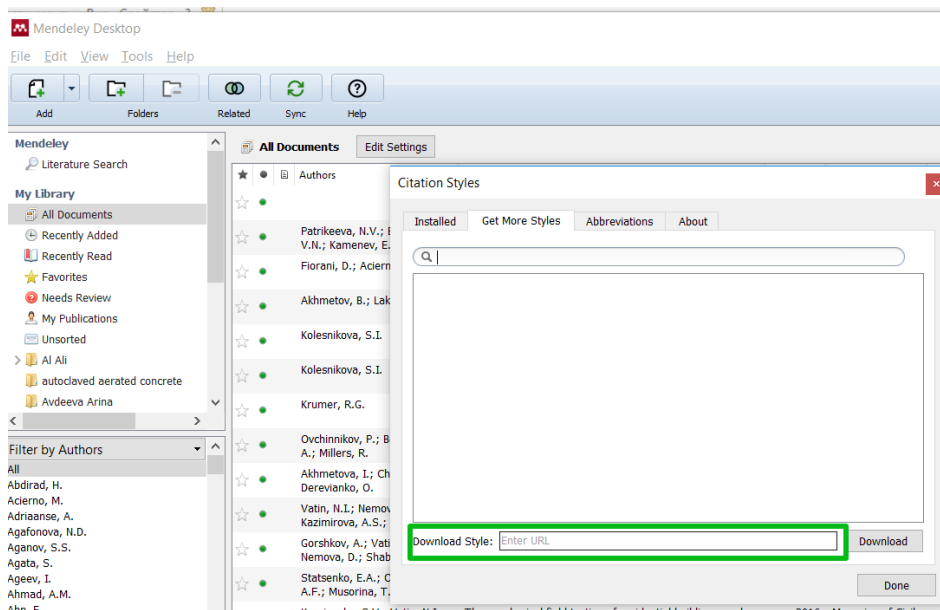 Mendeley Desktop
File Edit View Tools Help
Add Folders Related Sync Help
Mendeley
Literature Search
My Library
All Documents
Recently Added
Recently Read
Favorites
Needs Review
My Publications
Unsorted
Al Ali
autoclaved aerated concrete
Avdeeva Arina
Filter by Authors
All
Abdirad, H.
Acierno, M.
Adriaanse, A.
Agafonova, N.D.
Aganov, S.S.
Agata, S.
Ageev, I.
Ahmad, A.M.
All Documents Edit Settings
Authors
Patrikeeva, N.V.;
V.N.; Kamenev, E.
Fiorani, D.; Aciern
Akhmetov, B.; Lak
Kolesnikova, S.I.
Kolesnikova, S.I.
Krumer, R.G.
Ovchinnikov, P.; B
A.; Millers, R.
Akhmetova, I.; Ch
Derevianko, O.
Vatin, N.I.; Nemov
Kazimirova, A.S.;
Gorshkov, A.; Vati
Nemova, D.; Shab
Statsenko, E.A.; O
A.F.; Musorina, T.
Citation Styles
Installed Get More Styles Abbreviations About
Download Style: Enter URL Download
Done